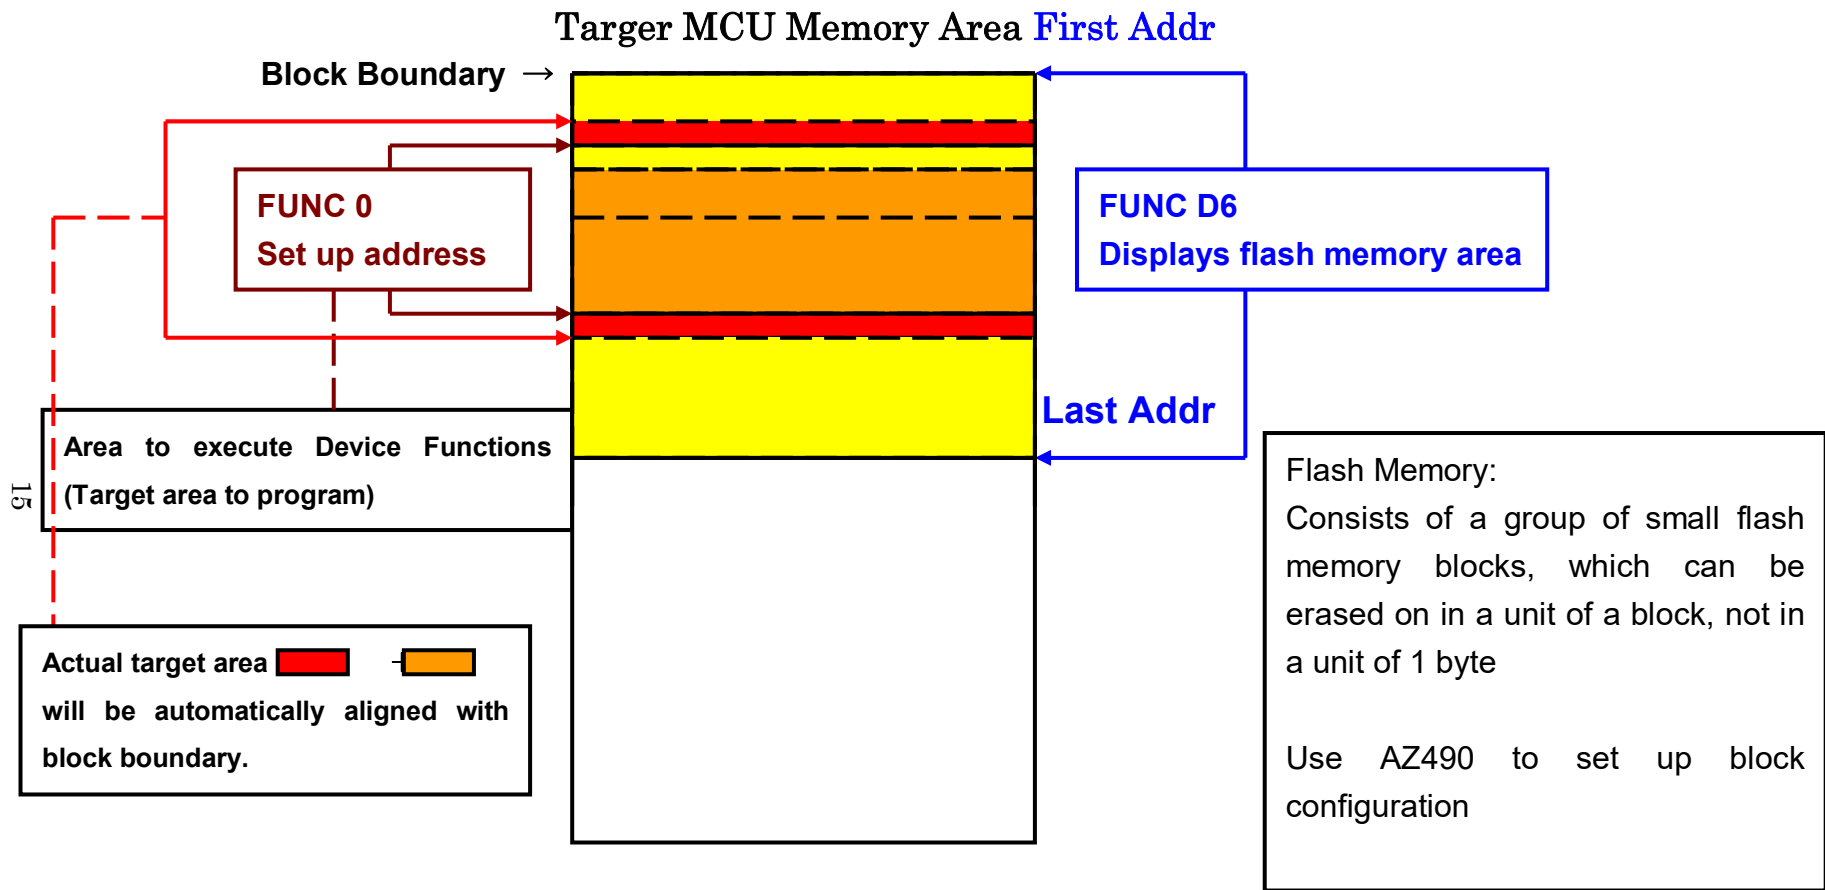 Targer MCU Memory Area First Addr
Block Boundary →
FUNC 0
Set up address
FUNC D6
Displays flash memory area
Last Addr
Area to execute Device Functions
(Target area to program)
15
Actual target area +
will be automatically aligned with
block boundary.
Flash Memory:
Consists of a group of small flash
memory blocks, which can be
erased on in a unit of a block, not in
a unit of 1 byte
Use AZ490 to set up block
configuration